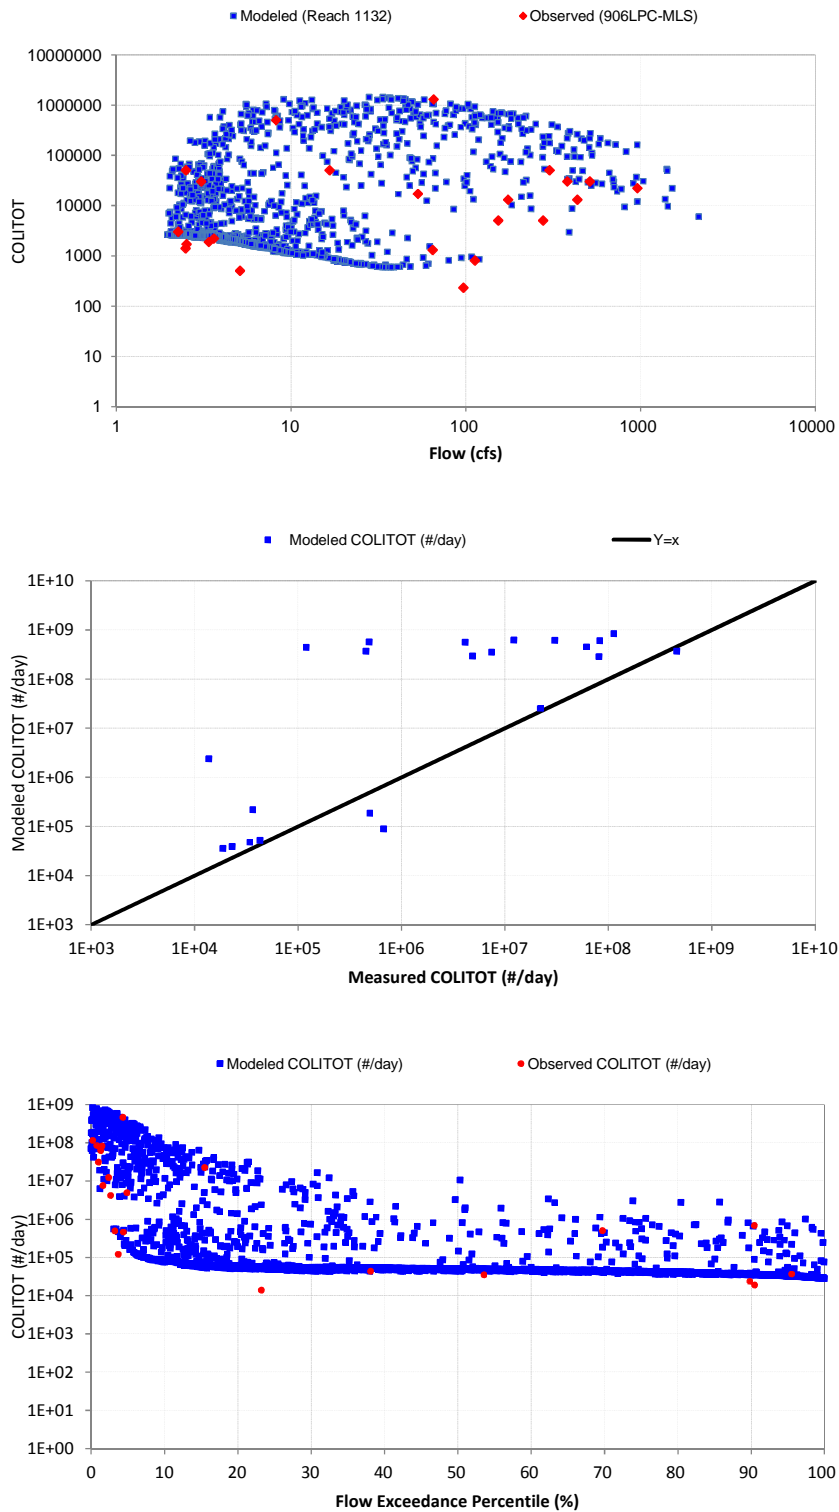 Modeled (Reach 1132) Observed (906LPC-MLS)
10000000
1000000
100000
10000
1000
100
10
1
COLITOT
1 10 100 1000 10000
Flow (cfs)
Modeled COLITOT (#/day) Y=x
1E+10
1E+09
1E+08
1E+07
1E+06
1E+05
1E+04
1E+03
Modeled COLITOT (#/day)
1E+03 1E+04 1E+05 1E+06 1E+07 1E+08 1E+09 1E+10
Measured COLITOT (#/day)
Modeled COLITOT (#/day) Observed COLITOT (#/day)
1E+09
1E+08
1E+07
1E+06
1E+05
1E+04
1E+03
1E+02
1E+01
1E+00
COLITOT (#/day)
0 10 20 30 40 50 60 70 80 90 100
Flow Exceedance Percentile (%)